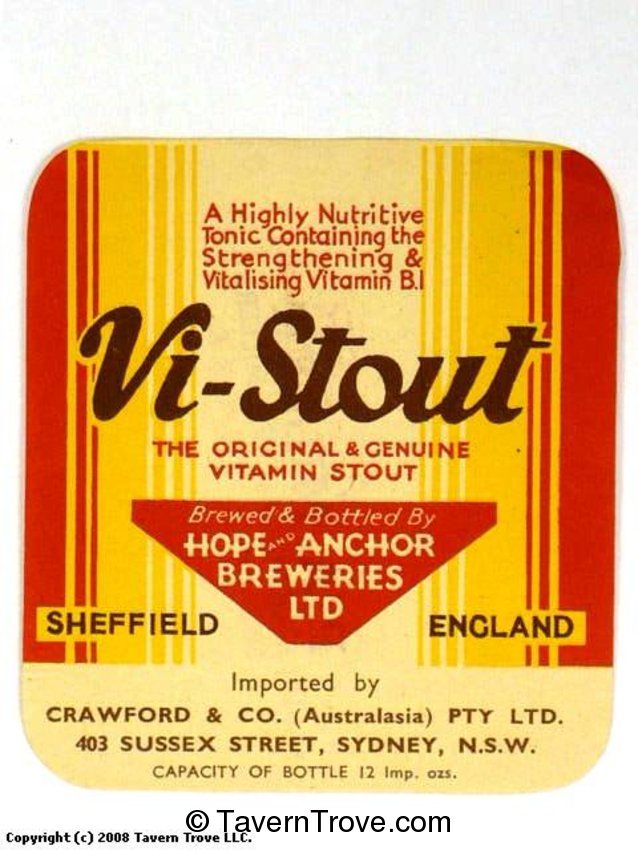 A Highly Nutritive
Tonic Containing the
Strengthening &
Vitalising Vitamin B.1
Vi-Stout
THE ORIGINAL & GENUINE
VITAMIN STOUT
Brewed & Bottled By
HOPE AND ANCHOR
BREWERIES
LTD
SHEFFIELD ENGLAND
Imported by
CRAWFORD & CO. (Australasia) PTY LTD.
403 SUSSEX STREET, SYDNEY, N.S.W.
CAPACITY OF BOTTLE 12 Imp. ozs.
© TavernTrove.com
Copyright (c) 2008 Tavern Trove LLC.